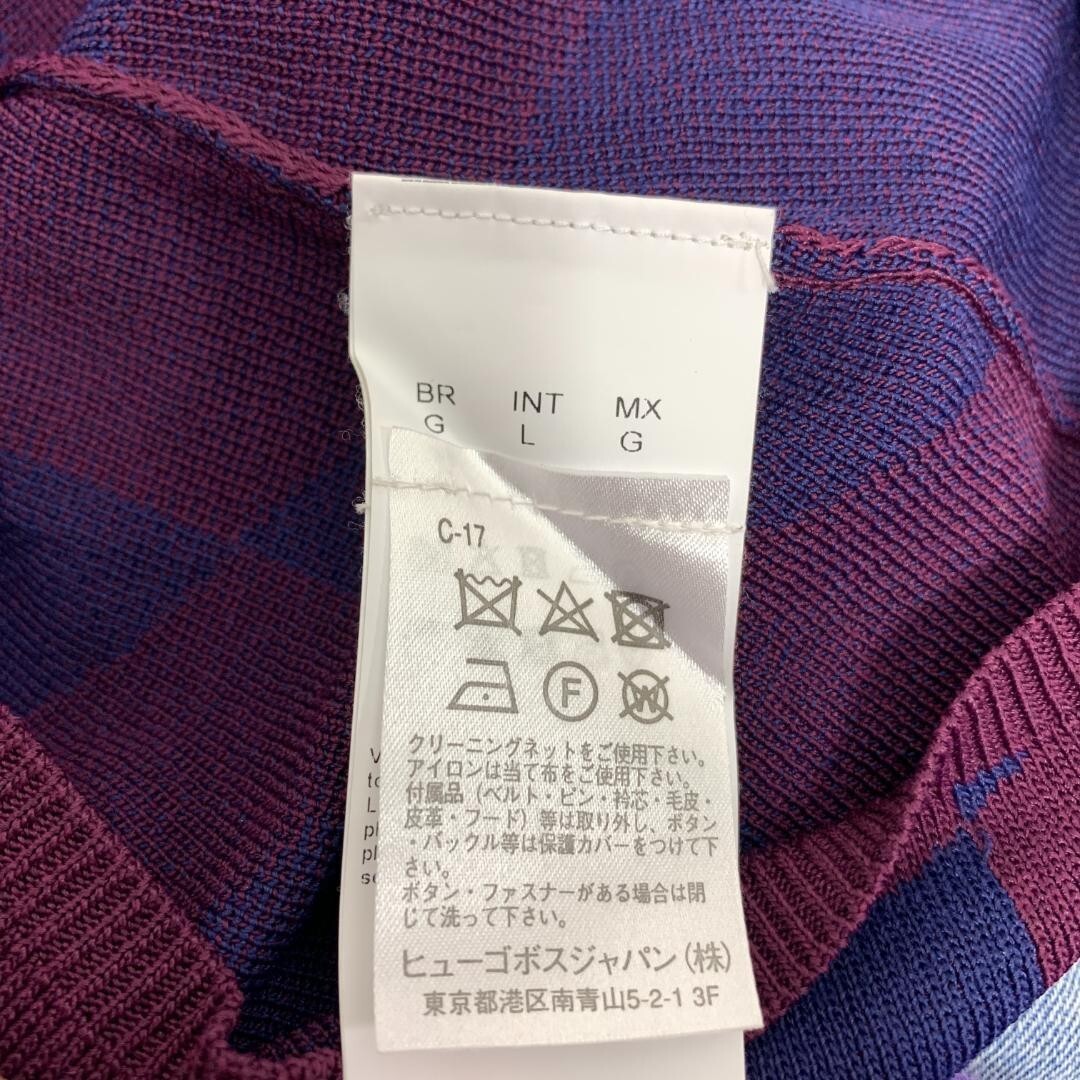 BR INT MX
G L G
C-17
F W
クリーニングネットをご使用下さい。
アイロンは当て布をご使用下さい。
付属品（ベルト・ピン・衿芯・毛皮・
皮革・フード）等は取り外し、ボタン
・バックル等は保護カバーをつけて下
さい。
ボタン・ファスナーがある場合は閉
じて洗って下さい。
ヒューゴボスジャパン（株）
東京都港区南青山5-2-1 3F